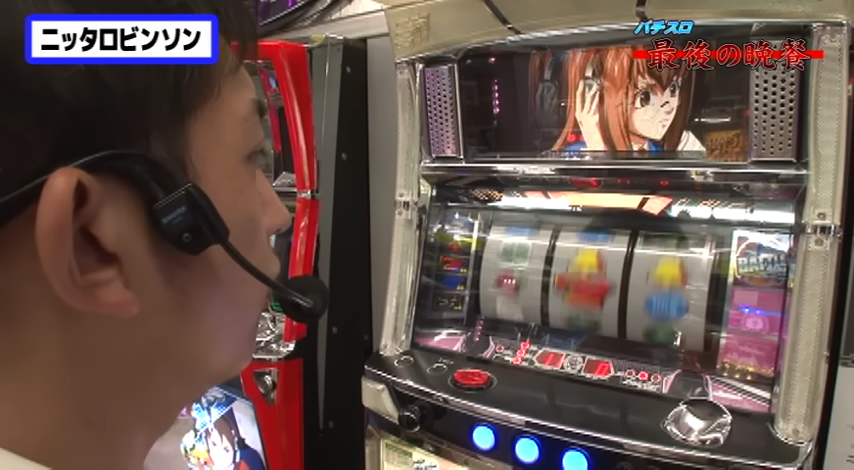 ニッタロビンソン
パチスロ
最後の晩餐